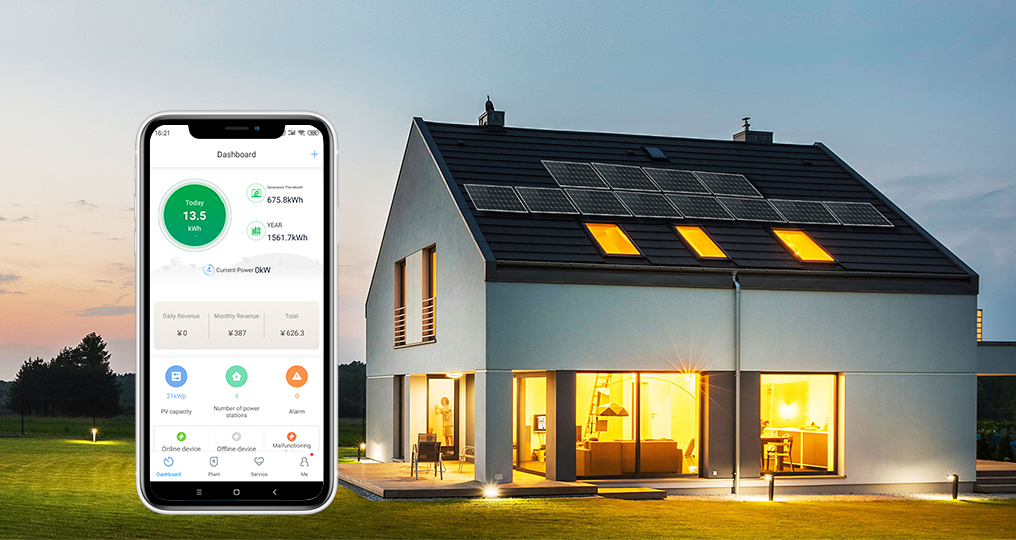 16:21
Dashboard
+
Today
13.5
kWh
Generation This Month
675.8kWh
YEAR
1561.7kWh
Current Power 0kW
Daily Revenue
Monthly Revenue
Total
¥0
¥387
¥626.3
21kWp
4
0
PV capacity
Number of power
stations
Alarm
Online device
Offline device
Malfunctioning
Dashboard
Plant
Service
Me